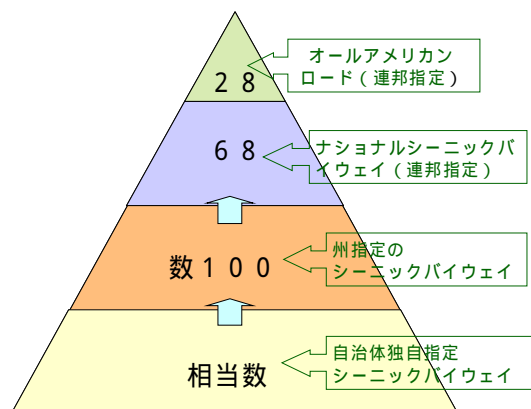 オールアメリカン
ロード(連邦指定)
28
68
ナショナルシーニックバ
イウェイ(連邦指定)
数100
州指定の
シーニックバイウェイ
相当数
自治体独自指定
シーニックバイウェイ